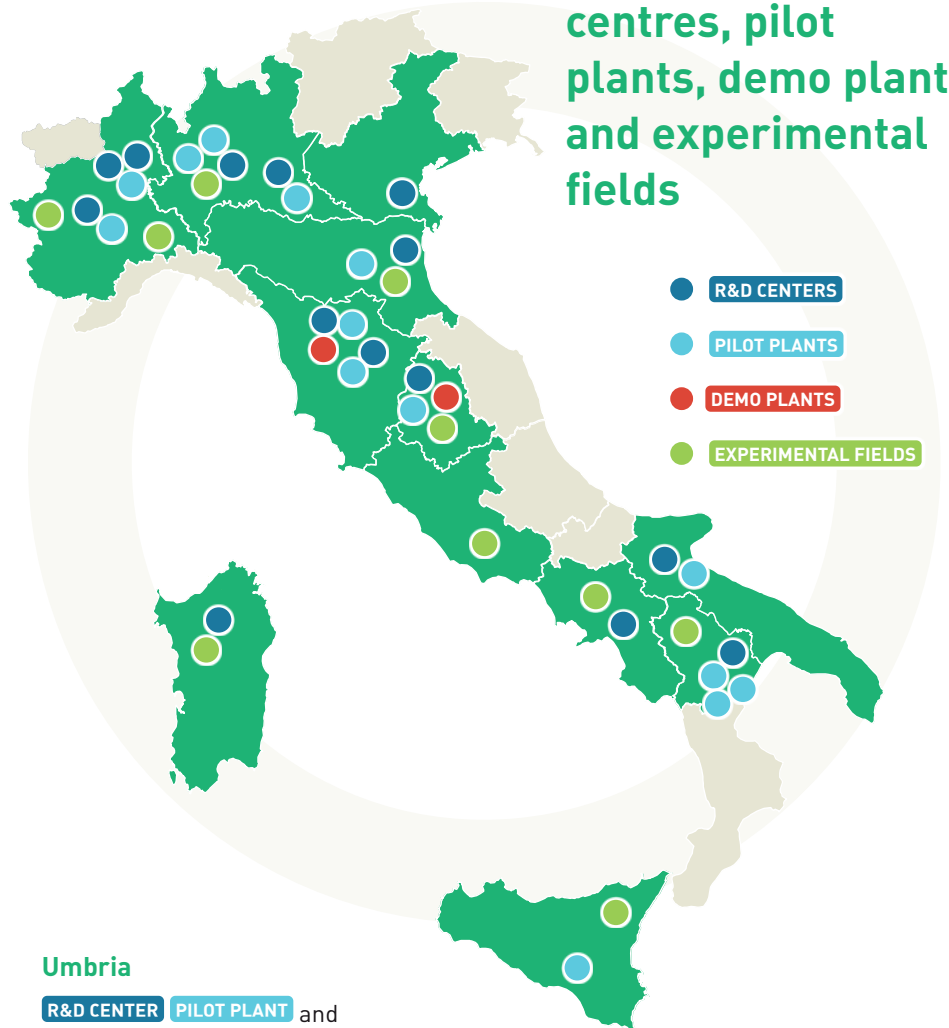 centres, pilot
plants, demo plant
and experimental
fields
R&D CENTERS
PILOT PLANTS
DEMO PLANTS
EXPERIMENTAL FIELDS
Umbria
R&D CENTER PILOT PLANT and